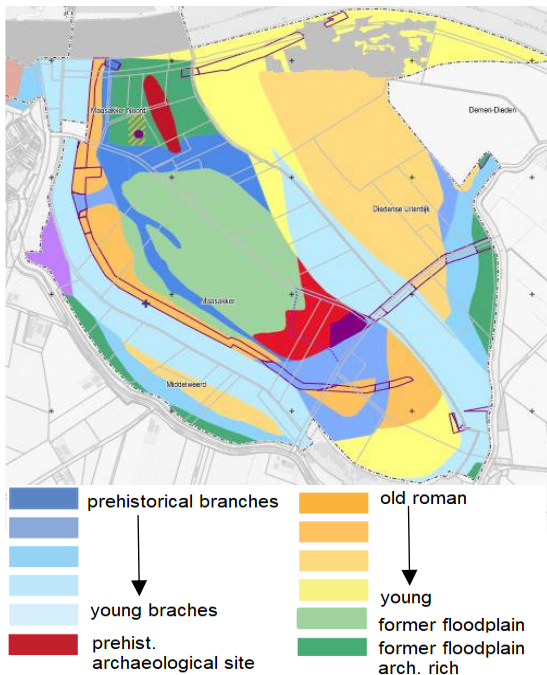 Maasakker-Noord
Demen-Dieden
Diedense Uiterdijk
Maasakker
Middelweerd
prehistorical branches
young braches
prehist.
archaeological site
old roman
young
former floodplain
former floodplain
arch. rich